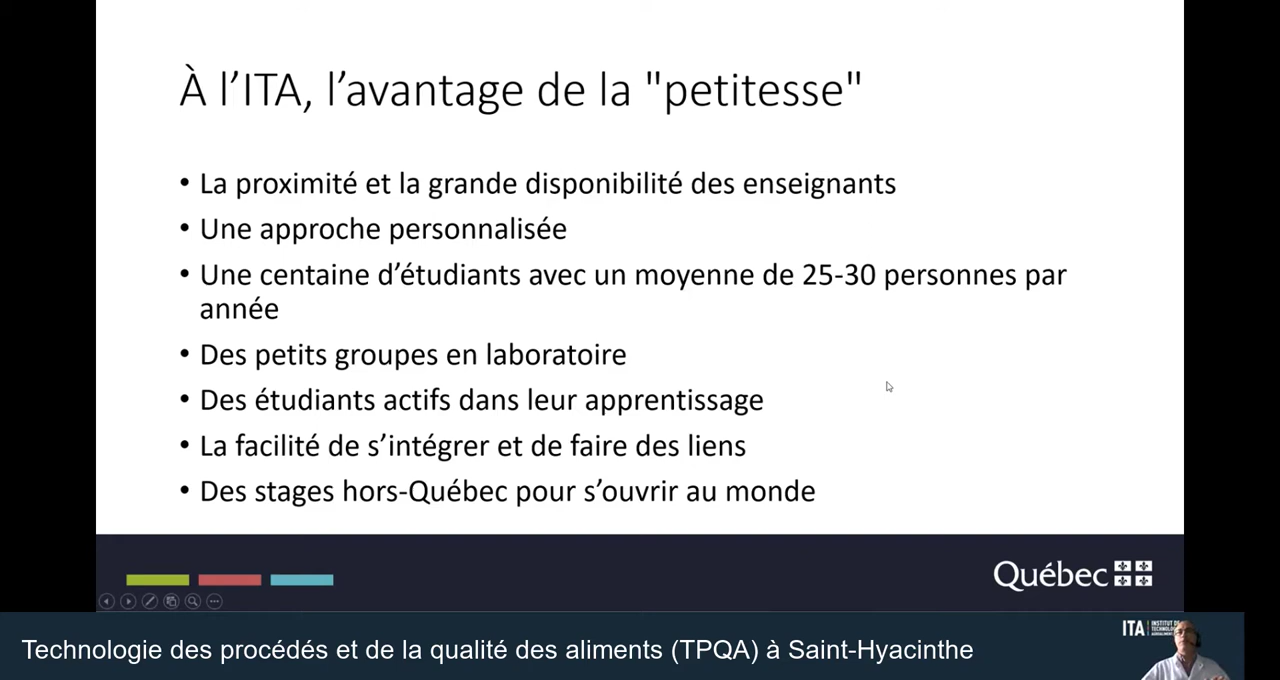 À l’ITA, l’avantage de la "petitesse"
• La proximité et la grande disponibilité des enseignants
• Une approche personnalisée
• Une centaine d’étudiants avec un moyenne de 25-30 personnes par
année
• Des petits groupes en laboratoire
• Des étudiants actifs dans leur apprentissage
• La facilité de s’intégrer et de faire des liens
• Des stages hors-Québec pour s’ouvrir au monde
Québec
ITA
Technologie des procédés et de la qualité des aliments (TPQA) à Saint-Hyacinthe